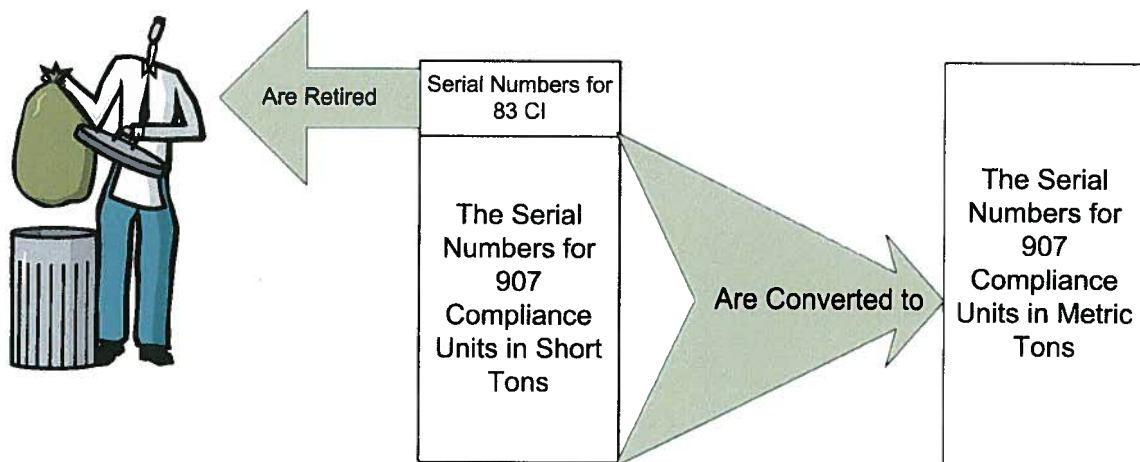 Are Retired
Serial Numbers for
83 CI
The Serial
Numbers for
907
Compliance
Units in Short
Tons
Are Converted to
The Serial
Numbers for
907
Compliance
Units in Metric
Tons